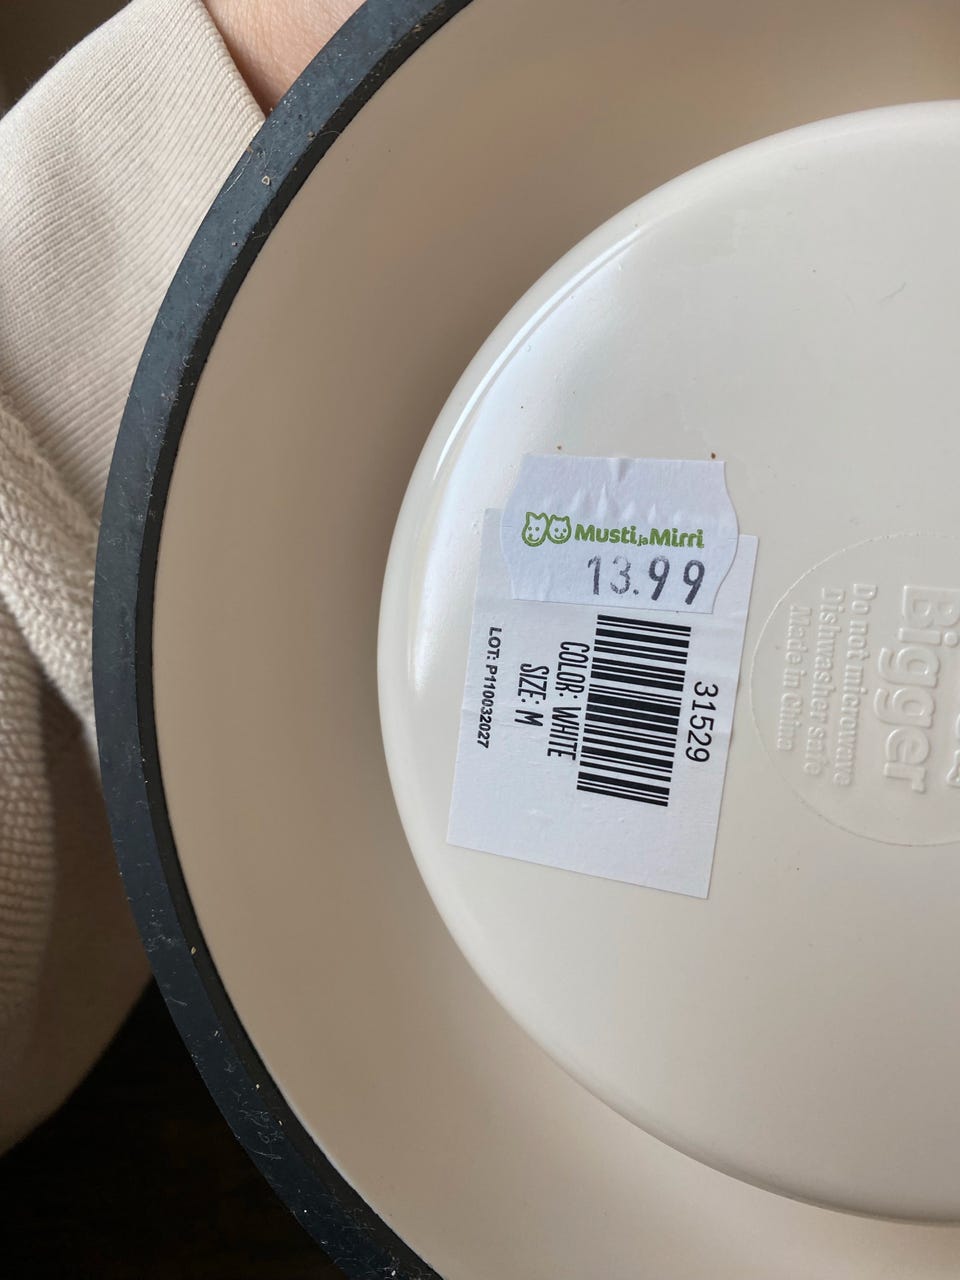 Musti ja Mirri
13.99
31529
COLOR: WHITE
SIZE: M
LOT: P110032027
Bigger
Do not microwave
Dishwasher safe
Made in China